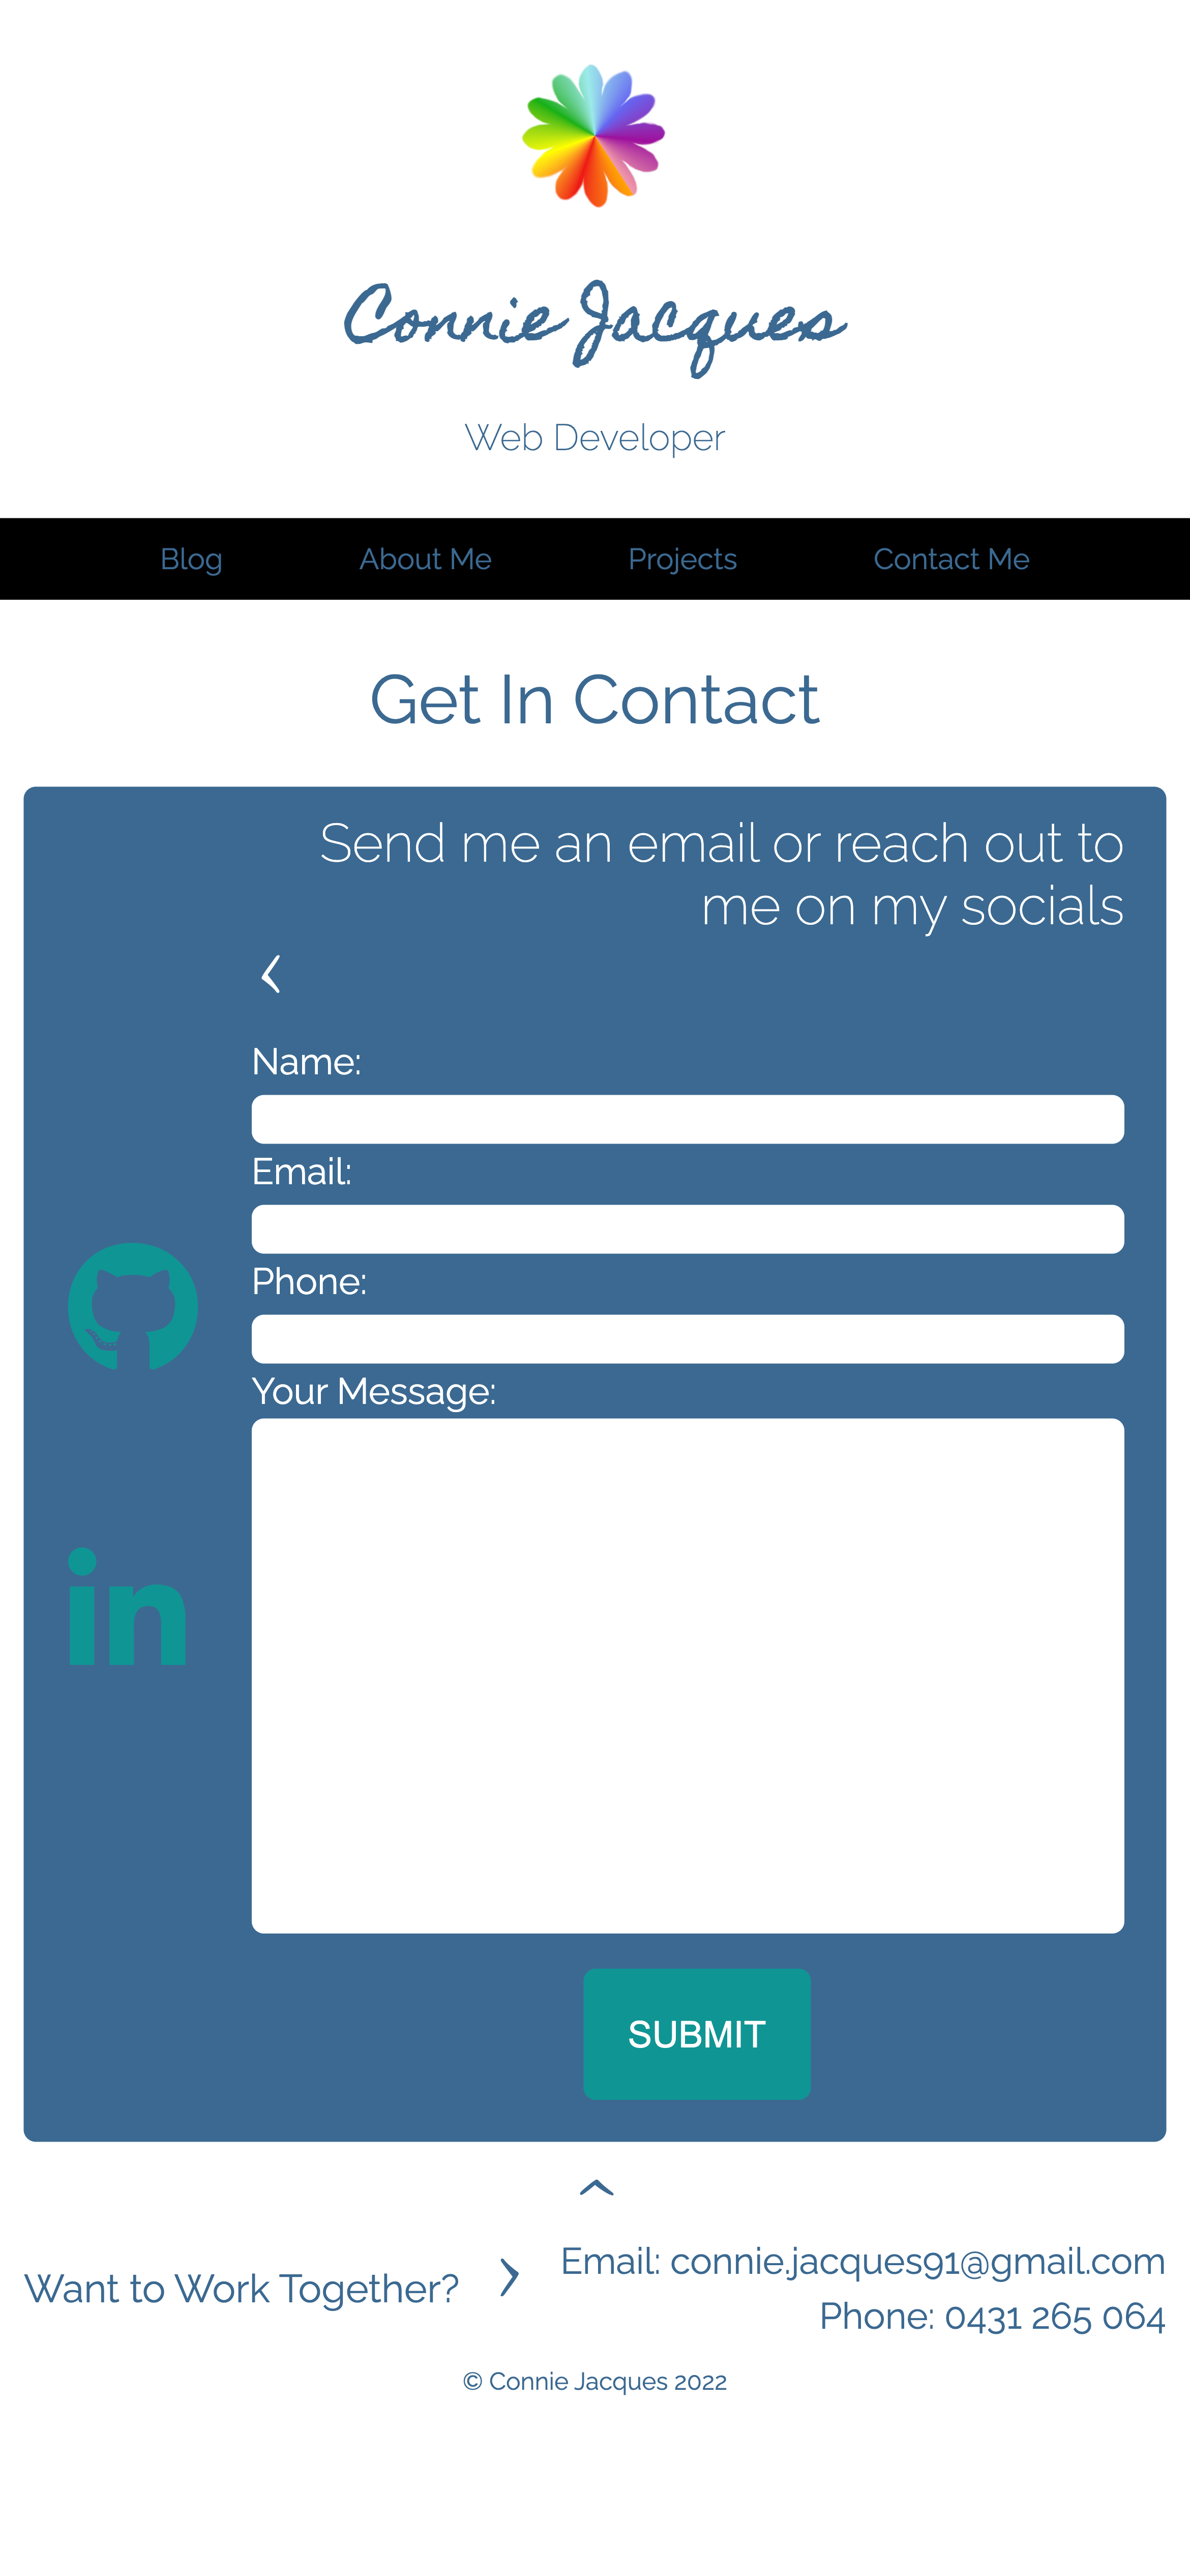 Connie Jacques
Web Developer
Blog About Me Projects Contact Me
Get In Contact
Send me an email or reach out to
me on my socials
Name:
Email:
Phone:
Your Message:
in
SUBMIT
Want to Work Together?
Email: connie.jacques91@gmail.com
Phone: 0431 265 064
© Connie Jacques 2022